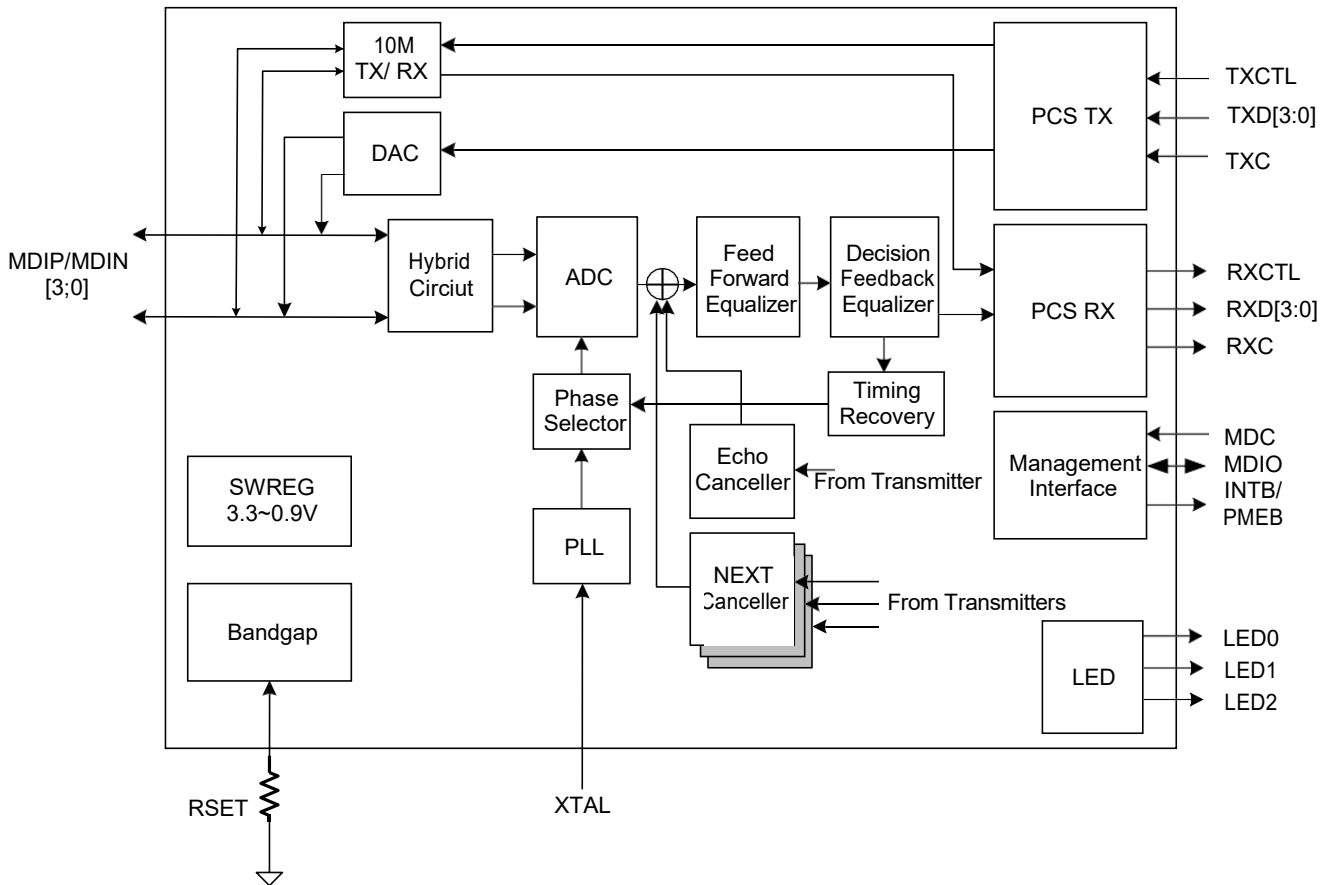 10M
TX/ RX
PCS TX
TXCTL
TXD[3:0]
TXC
DAC
MDIP/MDIN
[3;0]
Hybrid
Circiut
ADC
Feed
Forward
Equalizer
Decision
Feedback
Equalizer
PCS RX
RXCTL
RXD[3:0]
RXC
Phase
Selector
Timing
Recovery
Echo
Canceller
From Transmitter
Management
Interface
MDC
MDIO
INTB/
PMEB
SWREG
3.3~0.9V
PLL
NEXT
Canceller
From Transmitters
Bandgap
LED
LED0
LED1
LED2
RSET
XTAL